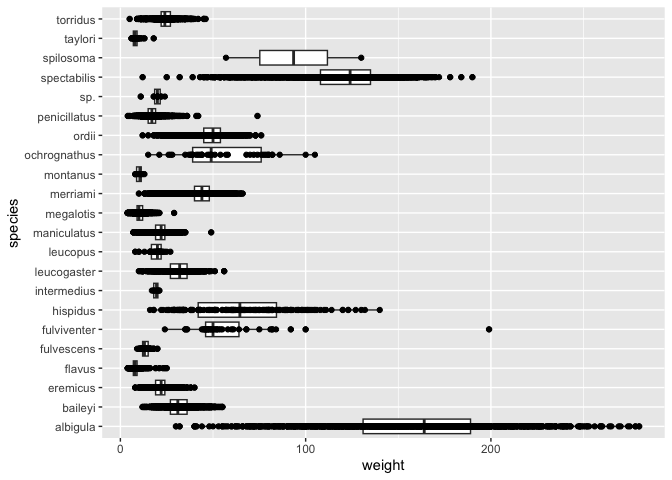 torridus
taylori
spilosoma
spectabilis
sp.
penicillatus
ordii
ochrognathus
montanus
merriami
megalotis
maniculatus
leucopus
leucogaster
intermedius
hispidus
fulviventer
fulvescens
flavus
eremicus
baileyi
albigula
species
0 100 200
weight